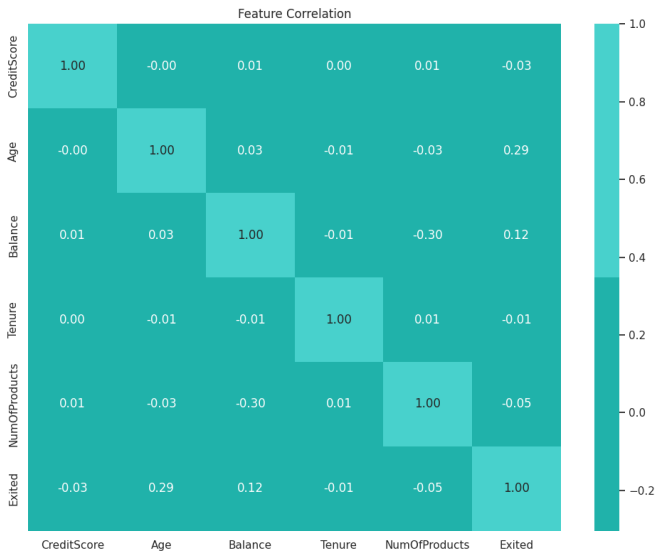 Feature Correlation
CreditScore 1.00 -0.00 0.01 0.00 0.01 -0.03
Age -0.00 1.00 0.03 -0.01 -0.03 0.29
Balance 0.01 0.03 1.00 -0.01 -0.30 0.12
Tenure 0.00 -0.01 -0.01 1.00 0.01 -0.01
NumOfProducts 0.01 -0.03 -0.30 0.01 1.00 -0.05
Exited -0.03 0.29 0.12 -0.01 -0.05 1.00
CreditScore Age Balance Tenure NumOfProducts Exited
1.0
0.8
0.6
0.4
0.2
0.0
−0.2